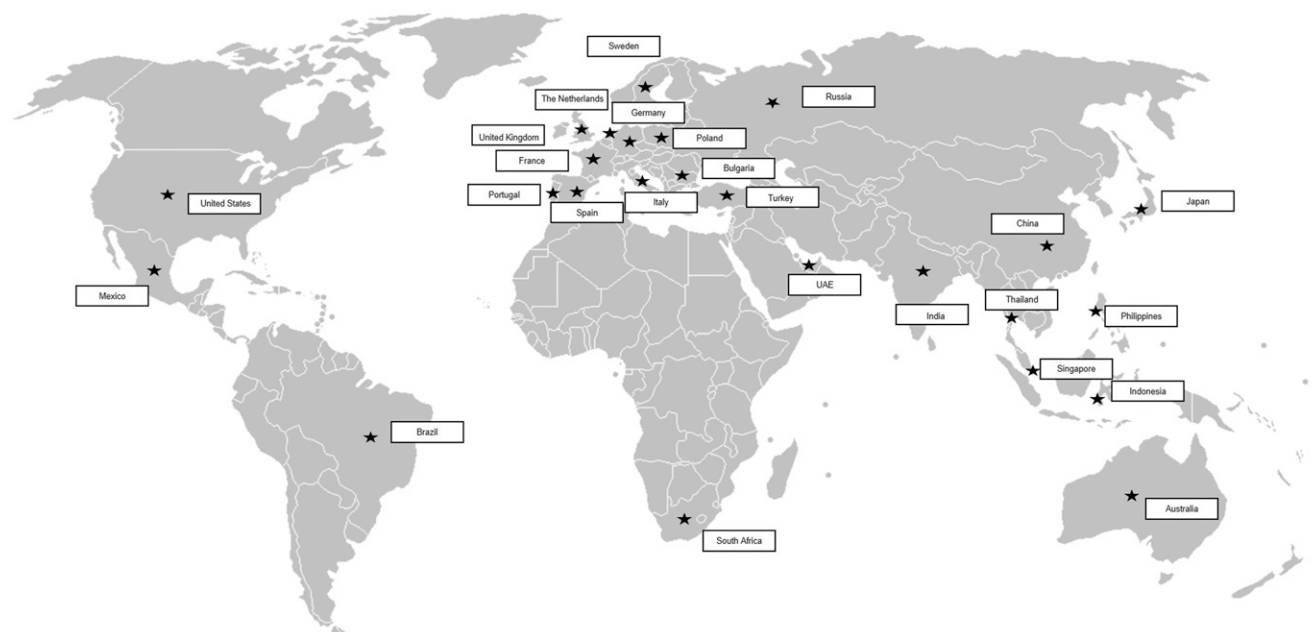 Sweden
The Netherlands
Russia
Germany
United Kingdom
Poland
France
Bulgaria
Portugal
United States
Spain
Italy
Turkey
Japan
China
Mexico
UAE
India
Thailand
Philippines
Singapore
Indonesia
Brazil
Australia
South Africa